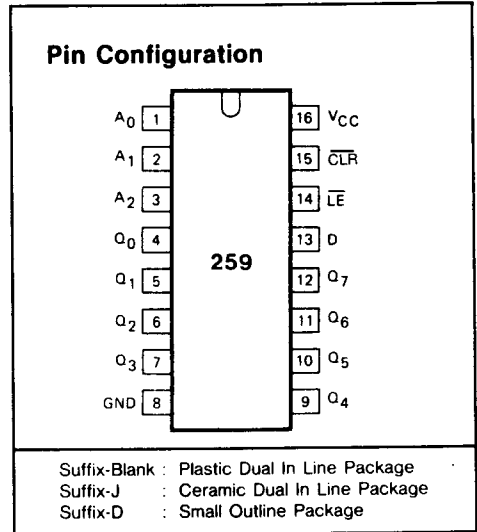 Pin Configuration
A0 1 16 VCC
A1 2 15 CLR
A2 3 14 LE
Q0 4 13 D
259
Q1 5 12 Q7
Q2 6 11 Q6
Q3 7 10 Q5
GND 8 9 Q4
Suffix-Blank : Plastic Dual In Line Package
Suffix-J : Ceramic Dual In Line Package
Suffix-D : Small Outline Package